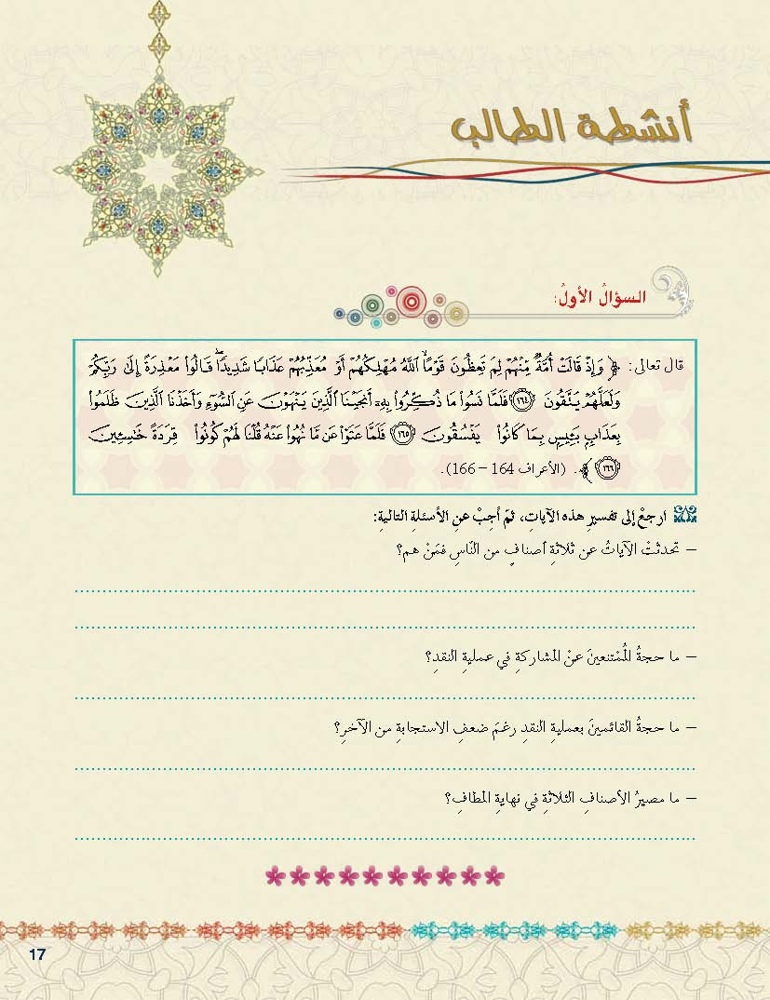 أنشطة الطالب
السؤالُ الأولُ:
قال تعالى: ﴿ وَإِذْ قَالَتْ أُمَّةٌ مِّنْهُمْ لِمَ تَعِظُونَ قَوْمًا ۙ ٱللَّهُ مُهْلِكُهُمْ أَوْ مُعَذِّبُهُمْ عَذَابًا شَدِيدًا ۖ قَالُوا۟ مَعْذِرَةً إِلَىٰ رَبِّكُمْ
وَلَعَلَّهُمْ يَتَّقُونَ ١٦٤ فَلَمَّا نَسُوا۟ مَا ذُكِّرُوا۟ بِهِۦٓ أَنجَيْنَا ٱلَّذِينَ يَنْهَوْنَ عَنِ ٱلسُّوٓءِ وَأَخَذْنَا ٱلَّذِينَ ظَلَمُوا۟
بِعَذَابٍۭ بَـِٔيسٍۭ بِمَا كَانُوا۟ يَفْسُقُونَ ١٦٥ فَلَمَّا عَتَوْا۟ عَن مَّا نُهُوا۟ عَنْهُ قُلْنَا لَهُمْ كُونُوا۟ قِرَدَةً خَٰسِـِٔينَ
١٦٦ ﴾. (الأعراف 164 – 166).
ارجعْ إلى تفسيرِ هذه الآياتِ، ثمّ أجِبْ عنِ الأسئلةِ التاليةِ:
– تحدثتْ الآياتُ عن ثلاثةِ أصنافٍ من النّاسِ فمَنْ هم؟
– ما حجةُ المُمْتنعينَ عنْ المشاركةِ في عمليةِ النقدِ؟
– ما حجةُ القائمينَ بعمليةِ النقدِ رغمَ ضعفِ الاستجابةِ من الآخرِ؟
– ما مصيرُ الأصنافِ الثلاثةِ في نهايةِ المطافِ؟
17